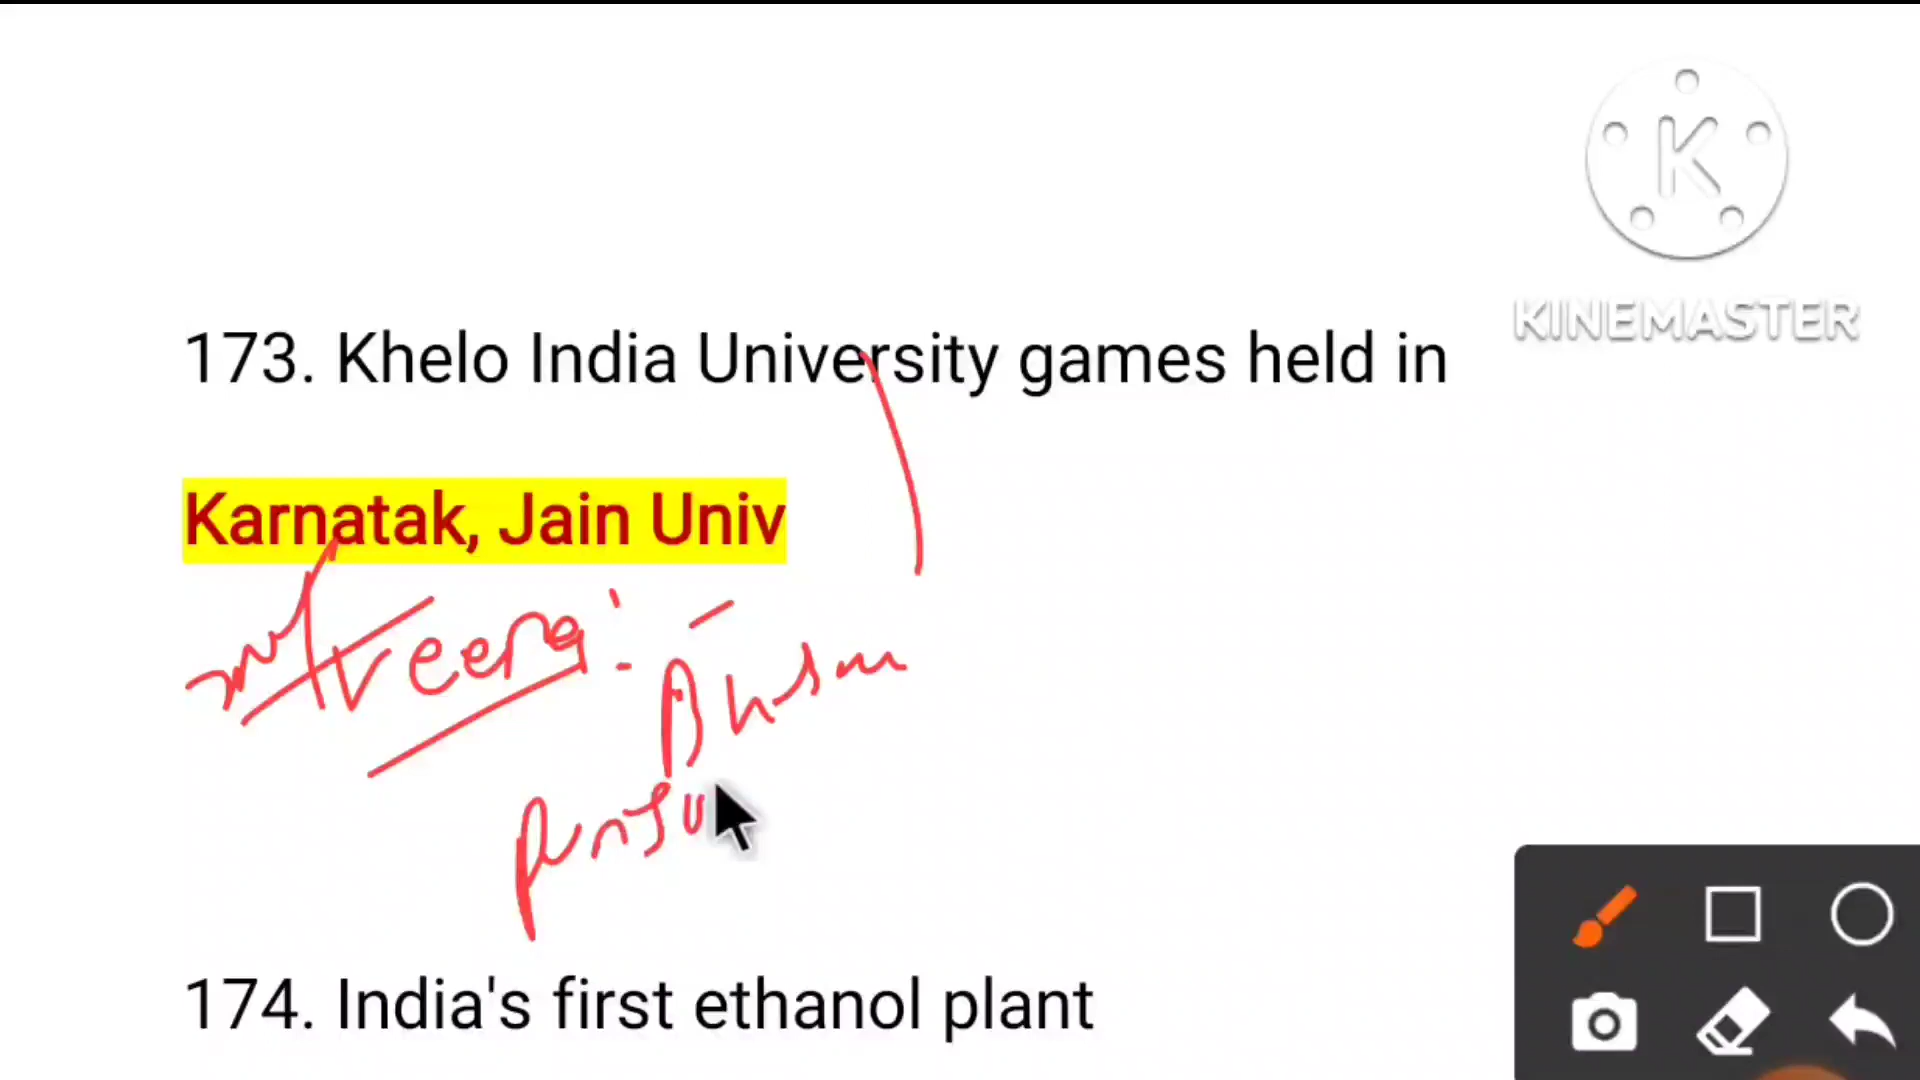 KINEMASTER
173. Khelo India University games held in
Karnatak, Jain Univ
Veera:
174. India's first ethanol plant